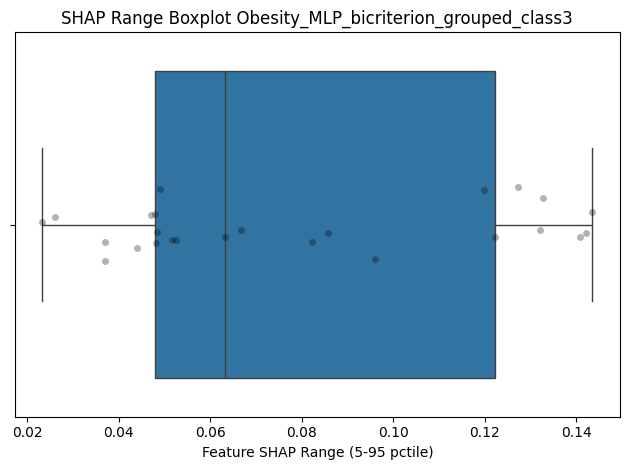 SHAP Range Boxplot Obesity_MLP_bicriterion_grouped_class3
0.02 0.04 0.06 0.08 0.10 0.12 0.14
Feature SHAP Range (5-95 pctile)